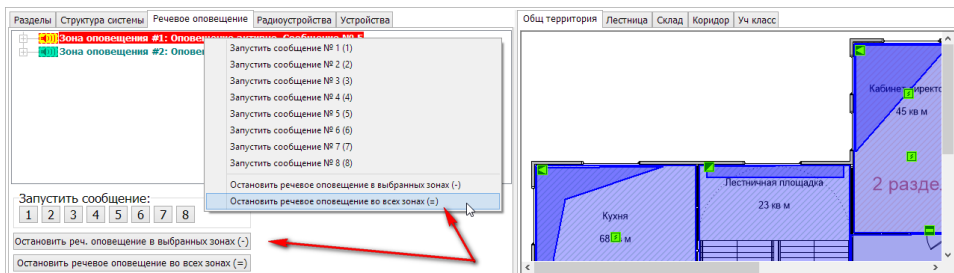 Разделы Структура системы Речевое оповещение Радиоустройства Устройства
Зона оповещения #1: Оповещение активно. Сообщение № 5
Зона оповещения #2:
Запустить сообщение № 1 (1)
Запустить сообщение № 2 (2)
Запустить сообщение № 3 (3)
Запустить сообщение № 4 (4)
Запустить сообщение № 5 (5)
Запустить сообщение № 6 (6)
Запустить сообщение № 7 (7)
Запустить сообщение № 8 (8)
Остановить речевое оповещение в выбранных зонах (-)
Остановить речевое оповещение во всех зонах (=)
Запустить сообщение:
1 2 3 4 5 6 7 8
Остановить реч. оповещение в выбранных зонах (-)
Остановить речевое оповещение во всех зонах (=)
Общ территория Лестница Склад Коридор Уч класс
Кабинет
45 кв м
2
Лестничная площадка
23 кв м
Кухня
68 м